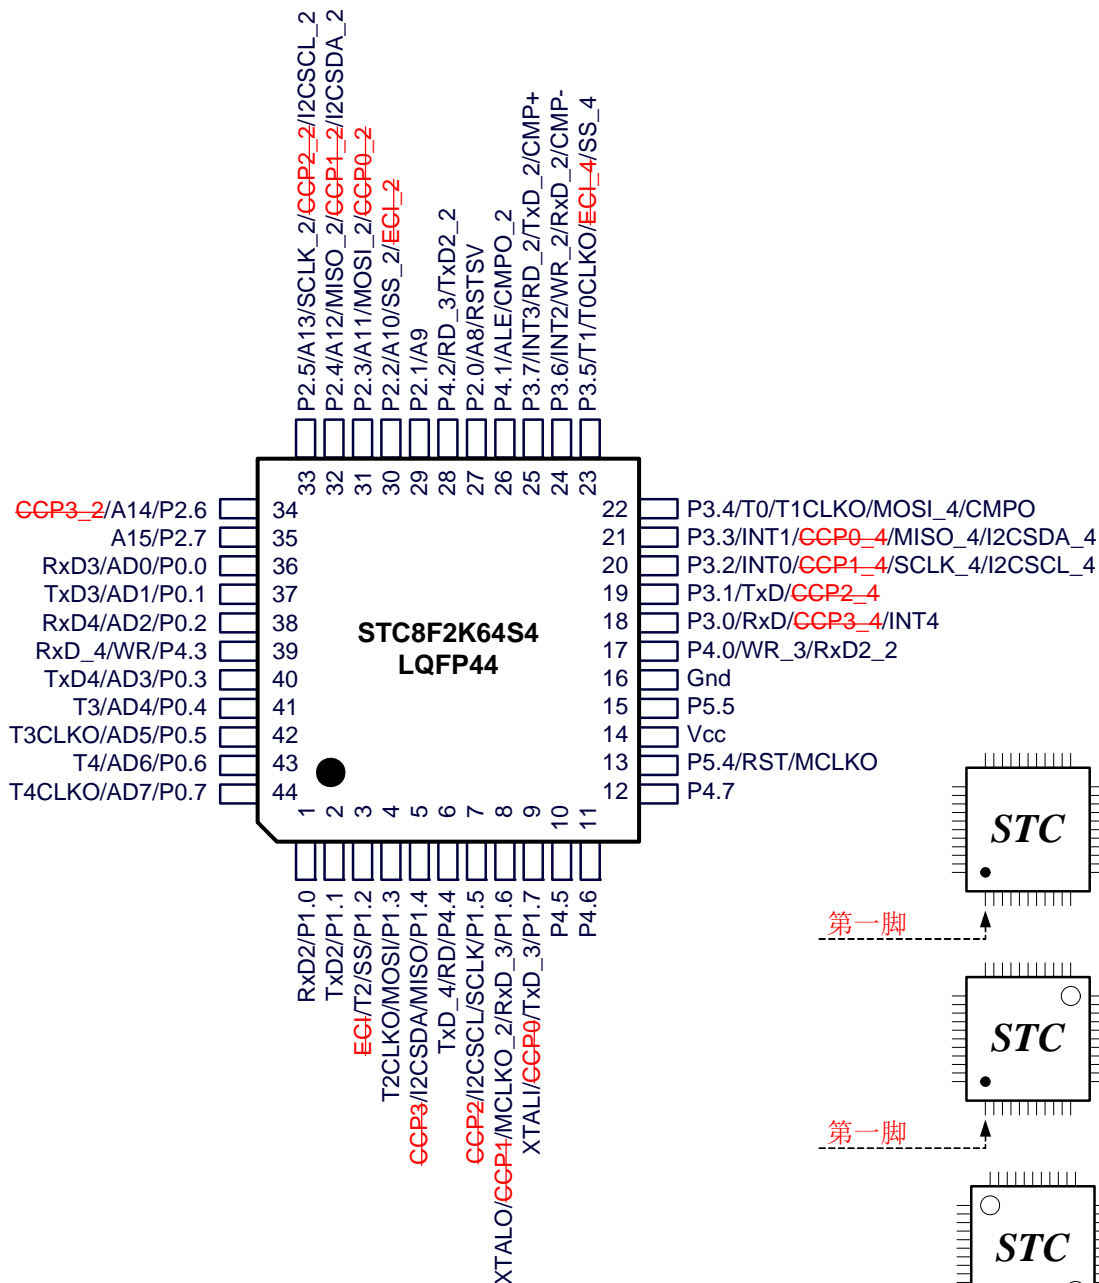 P2.5/A13/SCLK_2/CCP2_2/I2CSCL_2
P2.4/A12/MISO_2/CCP1_2/I2CSDA_2
P2.3/A11/MOSI_2/CCP0_2
P2.2/A10/SS_2/ECI_2
P2.1/A9
P4.2/RD_3/TxD2_2
P2.0/A8/RSTSV
P4.1/ALE/CMPO_2
P3.7/INT3/RD_2/TxD_2/CMP+
P3.6/INT2/WR_2/RxD_2/CMP-
P3.5/T1/T0CLKO/ECI_4/SS_4
33
32
31
30
29
28
27
26
25
24
23
CCP3_2/A14/P2.6 34
A15/P2.7 35
RxD3/AD0/P0.0 36
TxD3/AD1/P0.1 37
RxD4/AD2/P0.2 38
RxD_4/WR/P4.3 39
TxD4/AD3/P0.3 40
T3/AD4/P0.4 41
T3CLKO/AD5/P0.5 42
T4/AD6/P0.6 43
T4CLKO/AD7/P0.7 44
STC8F2K64S4
LQFP44
22 P3.4/T0/T1CLKO/MOSI_4/CMPO
21 P3.3/INT1/CCP0_4/MISO_4/I2CSDA_4
20 P3.2/INT0/CCP1_4/SCLK_4/I2CSCL_4
19 P3.1/TxD/CCP2_4
18 P3.0/RxD/CCP3_4/INT4
17 P4.0/WR_3/RxD2_2
16 Gnd
15 P5.5
14 Vcc
13 P5.4/RST/MCLKO
12 P4.7
1
2
3
4
5
6
7
8
9
10
11
RxD2/P1.0
TxD2/P1.1
ECI/T2/SS/P1.2
T2CLKO/MOSI/P1.3
CCP3/I2CSDA/MISO/P1.4
TxD_4/RD/P4.4
CCP2/I2CSCL/SCLK/P1.5
XTALO/CCP1/MCLKO_2/RxD_3/P1.6
XTALI/CCP0/TxD_3/P1.7
P4.5
P4.6
STC
第一脚
STC
第一脚
STC